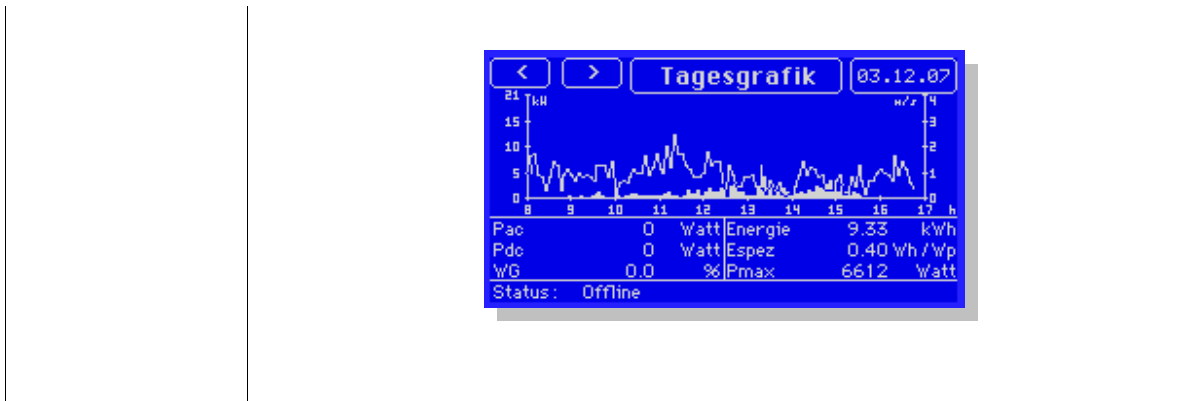 < > Tagesgrafik 03.12.07
21 kW m/s 4
15 3
10 2
5 1
0 0
8 9 10 11 12 13 14 15 16 17 h
Pac 0 Watt Energie 9.33 kWh
Pdc 0 Watt Espez 0.40 Wh/Wp
WG 0.0 % Pmax 6612 Watt
Status: Offline